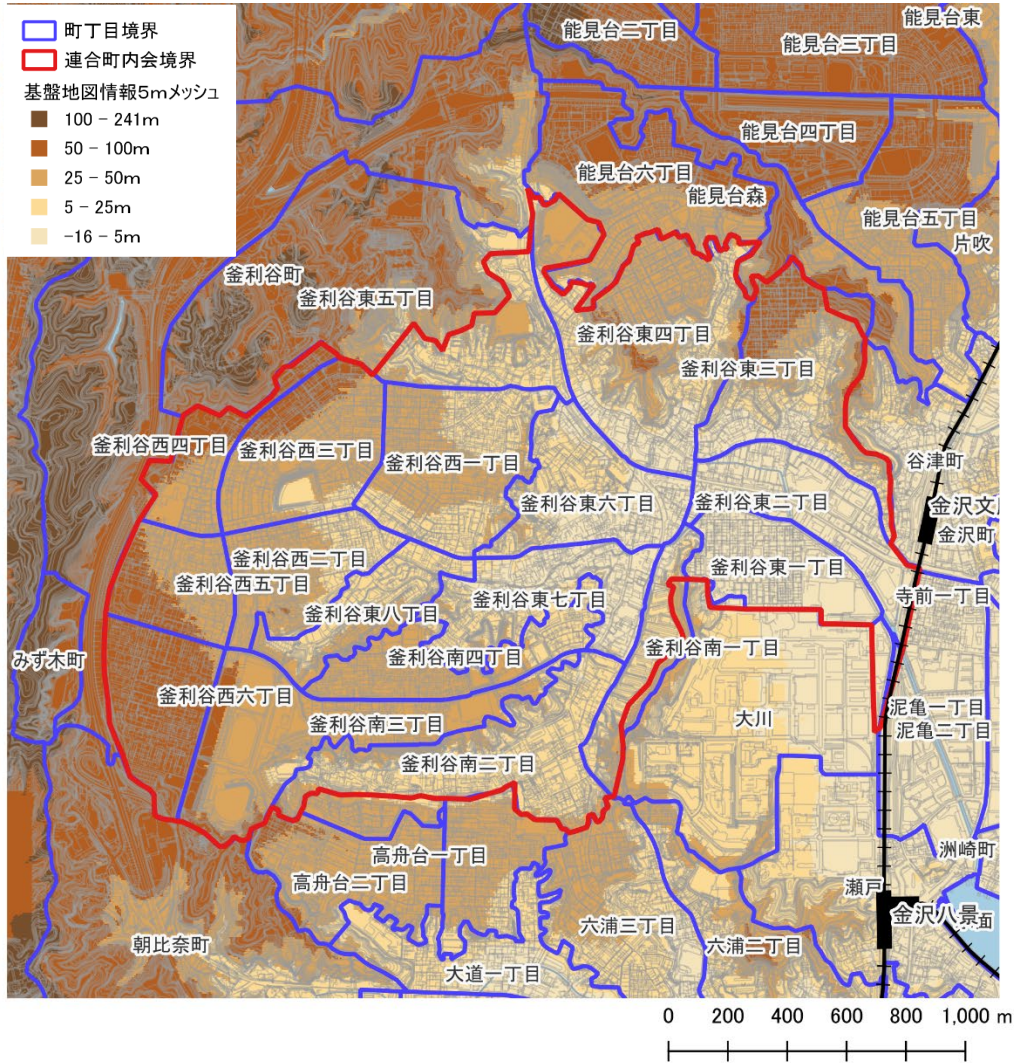 町丁目境界
連合町内会境界
基盤地図情報5mメッシュ
100 - 241m
50 - 100m
25 - 50m
5 - 25m
-16 - 5m
能見台東
能見台二丁目
能見台三丁目
能見台四丁目
能見台六丁目
能見台森
能見台五丁目
片吹
釜利谷町
釜利谷東五丁目
釜利谷東四丁目
釜利谷東三丁目
釜利谷西四丁目
釜利谷西三丁目
釜利谷西一丁目
谷津町
釜利谷東六丁目
釜利谷東二丁目
金沢文
金沢町
釜利谷西二丁目
釜利谷西五丁目
釜利谷東一丁目
寺前一丁目
釜利谷東八丁目
釜利谷東七丁目
みず木町
釜利谷南四丁目
釜利谷南一丁目
釜利谷西六丁目
大川
泥亀一丁目
泥亀二丁目
釜利谷南三丁目
釜利谷南二丁目
高舟台一丁目
高舟台二丁目
洲崎町
瀬戸
金沢八景
面
六浦三丁目
六浦二丁目
朝比奈町
大道一丁目
0 200 400 600 800 1,000 m